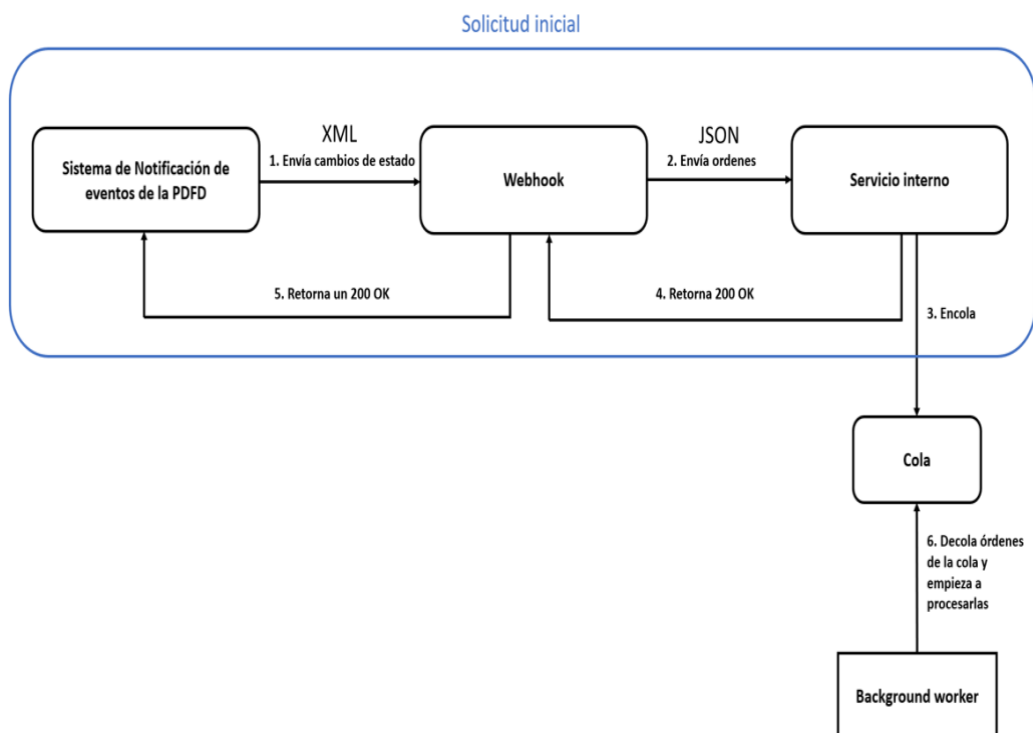 Solicitud inicial
XML
JSON
Sistema de Notificación de
eventos de la PDFD
1. Envía cambios de estado
Webhook
2. Envía ordenes
Servicio interno
5. Retorna un 200 OK
4. Retorna 200 OK
3. Encola
Cola
6. Decola órdenes
de la cola y
empieza a
procesarlas
Background worker